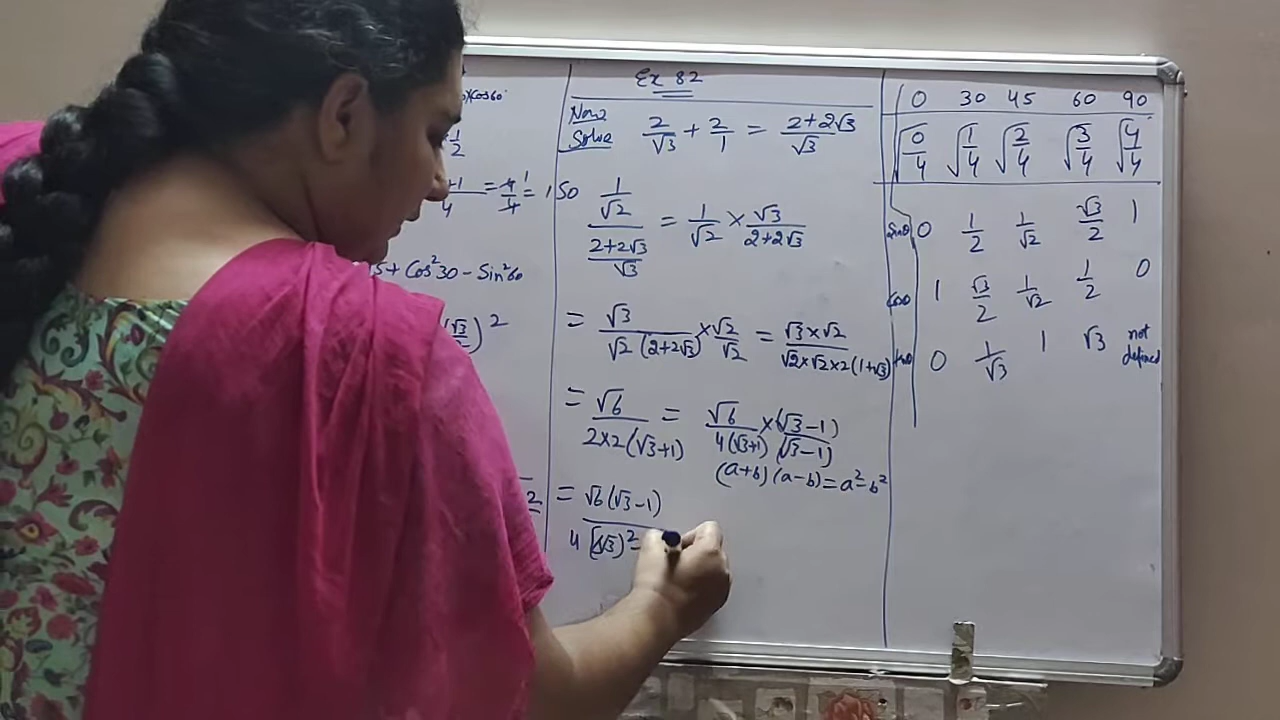 Ex 82
Now
Solve 2/√3 + 2/1 = (2+2√3)/√3
So (1/√2)/((2+2√3)/√3) = 1/√2 × √3/(2+2√3)
= √3/(√2 (2+2√3)) × √2/√2 = (√3×√2)/(√2×√2×2(1+√3))
= √6/(2×2(√3+1)) = √6/(4(√3+1)) × (√3-1)/(√3-1)
(a+b)(a-b) = a²-b²
= √6(√3-1)/4[(√3)²-
cos60°
1/2
+1/4 = 4/4 = 1
+ Cos²30 - Sin²60
(√3/2)²
2
0 30 45 60 90
√0/4 √1/4 √2/4 √3/4 √4/4
Sinθ 0 1/2 1/√2 √3/2 1
Cosθ 1 √3/2 1/√2 1/2 0
tanθ 0 1/√3 1 √3 not defined